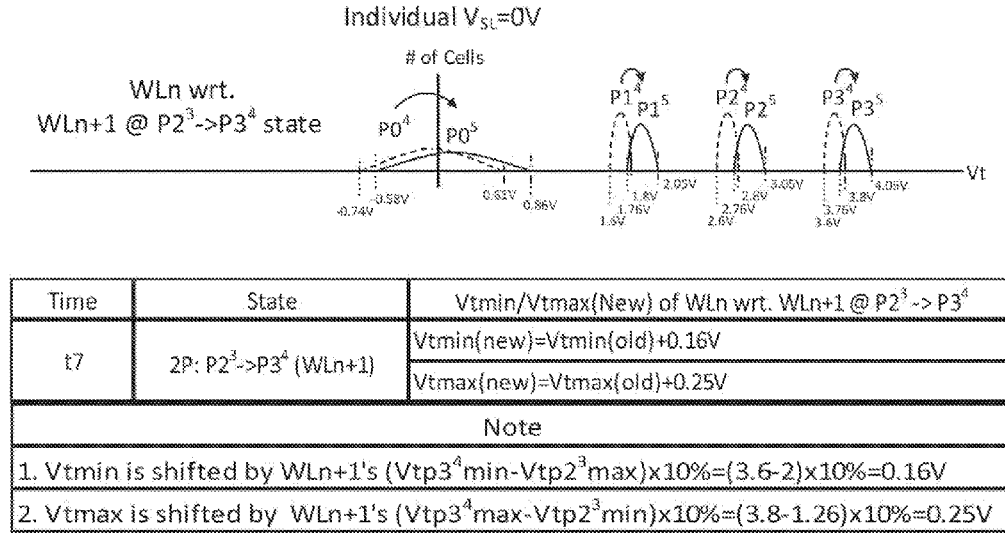 Individual V_SL=0V
# of Cells
WLn wrt.
WLn+1 @ P2³->P3⁴ state
P0⁴
P0⁵
P1⁴
P1⁵
P2⁴
P2⁵
P3⁴
P3⁵
Vt
-0.74V
-0.58V
0.61V
0.86V
1.6V
1.76V
1.8V
2.05V
2.6V
2.76V
2.8V
3.05V
3.6V
3.76V
3.8V
4.05V
Time State Vtmin/Vtmax(New) of WLn wrt. WLn+1 @ P2³ -> P3⁴
t7 2P: P2³->P3⁴ (WLn+1) Vtmin(new)=Vtmin(old)+0.16V
Vtmax(new)=Vtmax(old)+0.25V
Note
1. Vtmin is shifted by WLn+1's (Vtp3⁴min-Vtp2³max)x10%=(3.6-2)x10%=0.16V
2. Vtmax is shifted by WLn+1's (Vtp3⁴max-Vtp2³min)x10%=(3.8-1.26)x10%=0.25V